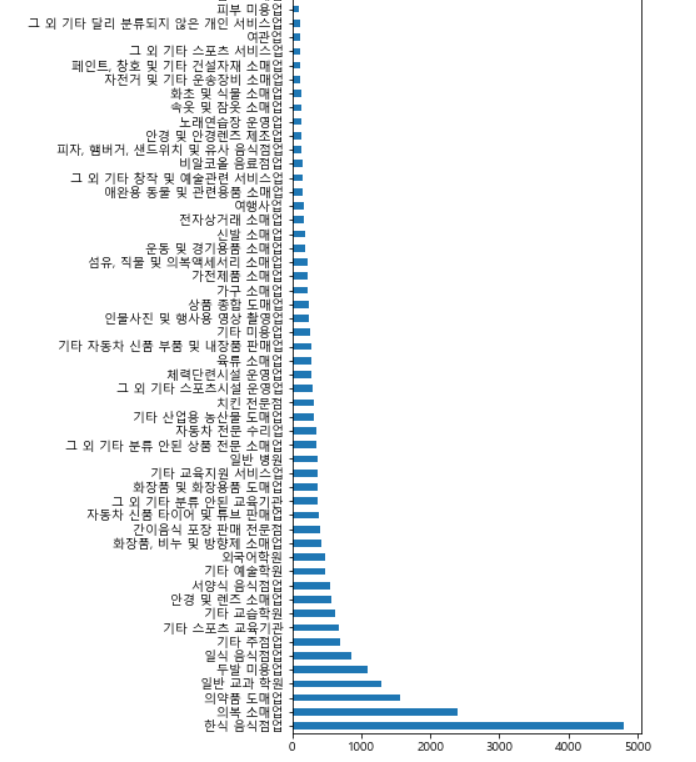 피부 미용업
그 외 기타 달리 분류되지 않은 개인 서비스업
여관업
그 외 기타 스포츠 서비스업
페인트, 창호 및 기타 건설자재 소매업
자전거 및 기타 운송장비 소매업
화초 및 식물 소매업
속옷 및 잠옷 소매업
노래연습장 운영업
안경 및 안경렌즈 제조업
피자, 햄버거, 샌드위치 및 유사 음식점업
비알코올 음료점업
그 외 기타 창작 및 예술관련 서비스업
애완용 동물 및 관련용품 소매업
여행사업
전자상거래 소매업
신발 소매업
운동 및 경기용품 소매업
섬유, 직물 및 의복액세서리 소매업
가전제품 소매업
가구 소매업
상품 종합 도매업
인물사진 및 행사용 영상 촬영업
기타 미용업
기타 자동차 신품 부품 및 내장품 판매업
육류 소매업
체력단련시설 운영업
그 외 기타 스포츠시설 운영업
치킨 전문점
기타 산업용 농산물 도매업
자동차 전문 수리업
그 외 기타 분류 안된 상품 전문 소매업
일반 병원
기타 교육지원 서비스업
화장품 및 화장용품 도매업
그 외 기타 분류 안된 교육기관
자동차 신품 타이어 및 튜브 판매업
간이음식 포장 판매 전문점
화장품, 비누 및 방향제 소매업
외국어학원
기타 예술학원
서양식 음식점업
안경 및 렌즈 소매업
기타 교습학원
기타 스포츠 교육기관
기타 주점업
일식 음식점업
두발 미용업
일반 교과 학원
의약품 도매업
의복 소매업
한식 음식점업
0 1000 2000 3000 4000 5000